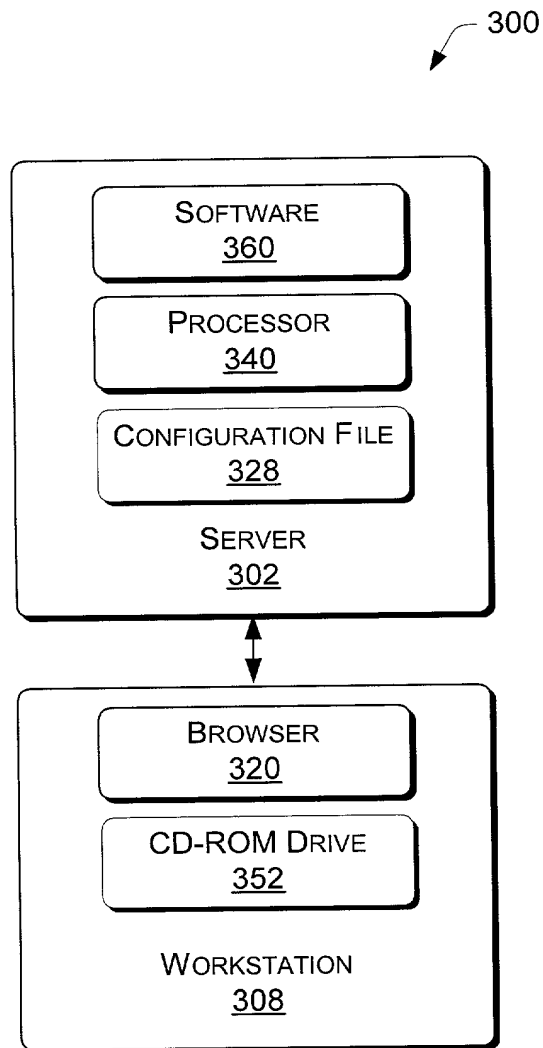 300
SOFTWARE
360
PROCESSOR
340
CONFIGURATION FILE
328
SERVER
302
BROWSER
320
CD-ROM DRIVE
352
WORKSTATION
308